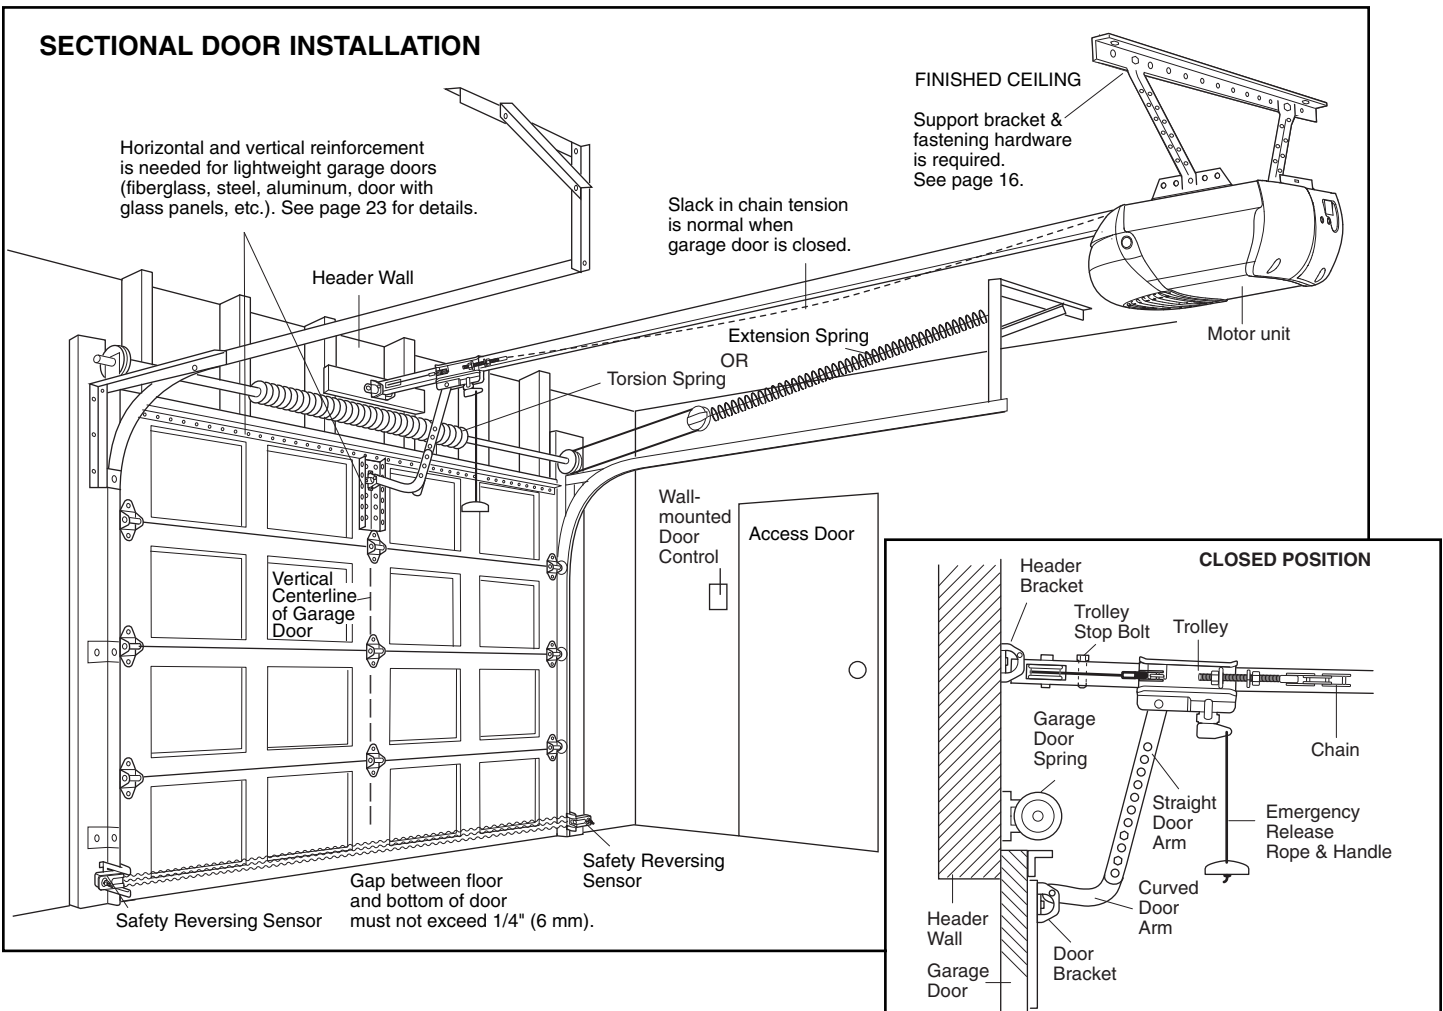 SECTIONAL DOOR INSTALLATION
FINISHED CEILING
Support bracket &
fastening hardware
is required.
See page 16.
Horizontal and vertical reinforcement
is needed for lightweight garage doors
(fiberglass, steel, aluminum, door with
glass panels, etc.). See page 23 for details.
Slack in chain tension
is normal when
garage door is closed.
Header Wall
Extension Spring
OR
Torsion Spring
Motor unit
Wall-
mounted
Door
Control
Access Door
Vertical
Centerline
of Garage
Door
Safety Reversing
Sensor
Gap between floor
and bottom of door
must not exceed 1/4" (6 mm).
Safety Reversing Sensor
CLOSED POSITION
Header
Bracket
Trolley
Stop Bolt
Trolley
Garage
Door
Spring
Chain
Straight
Door
Arm
Emergency
Release
Rope & Handle
Curved
Door
Arm
Header
Wall
Door
Bracket
Garage
Door